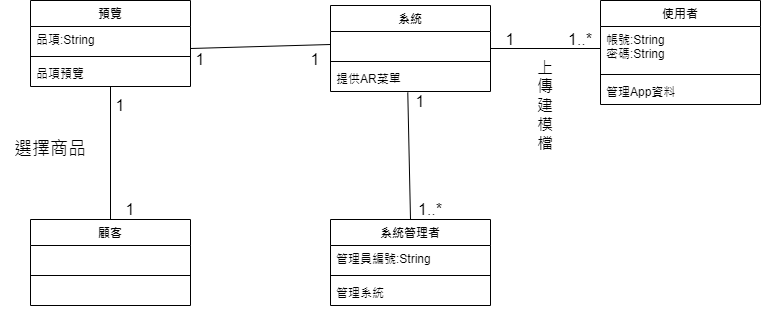 預覽
品項:String
品項預覽
系統
提供AR菜單
使用者
帳號:String
密碼:String
管理App資料
1
1
1
1..*
上傳建模檔
1
1
選擇商品
1
1
1..*
顧客
系統管理者
管理員編號:String
管理系統